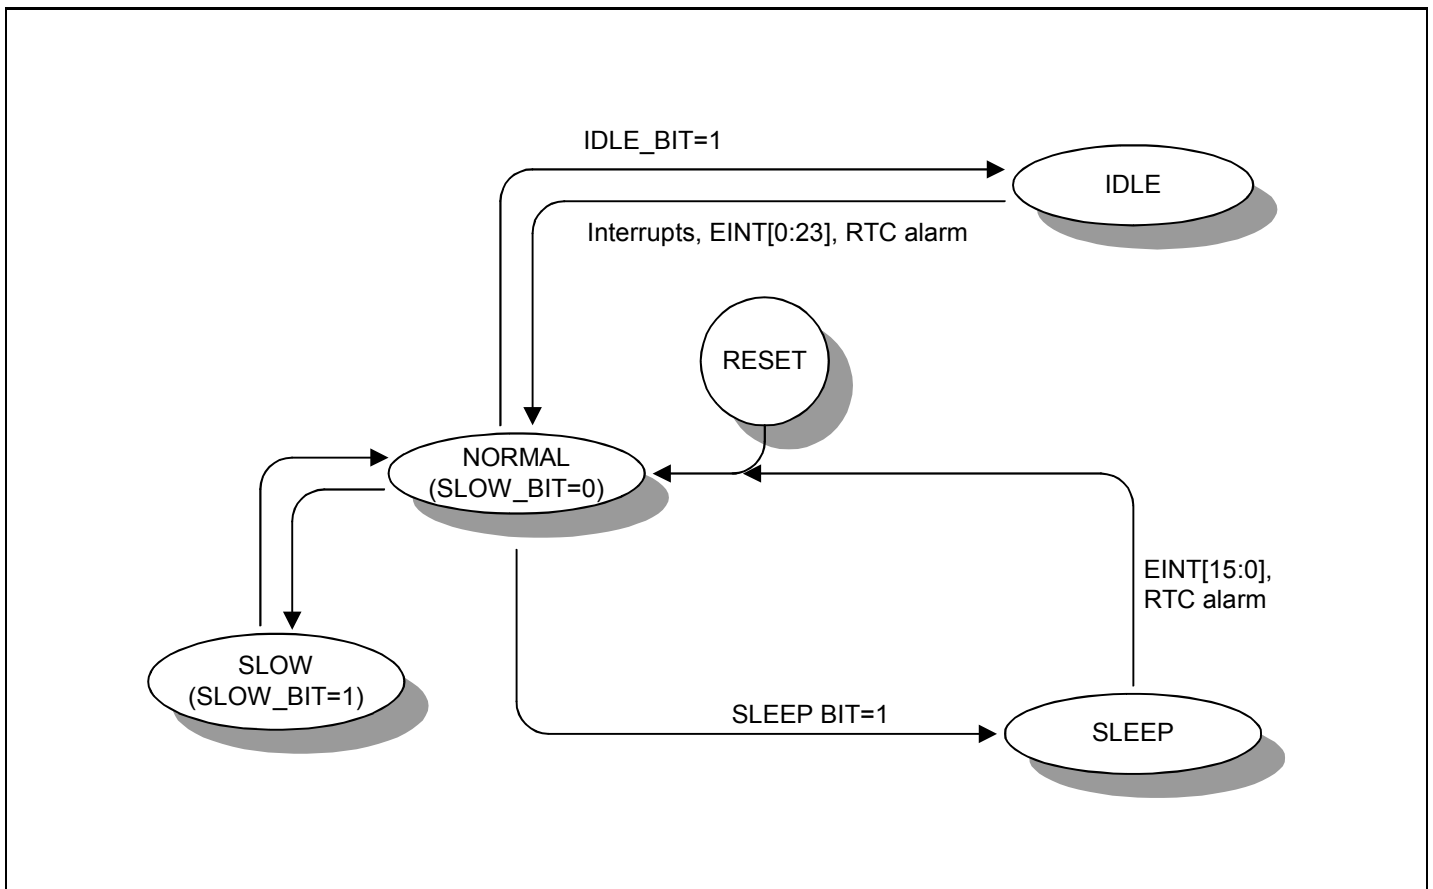 IDLE_BIT=1
IDLE
Interrupts, EINT[0:23], RTC alarm
RESET
NORMAL
(SLOW_BIT=0)
EINT[15:0],
RTC alarm
SLOW
(SLOW_BIT=1)
SLEEP BIT=1
SLEEP